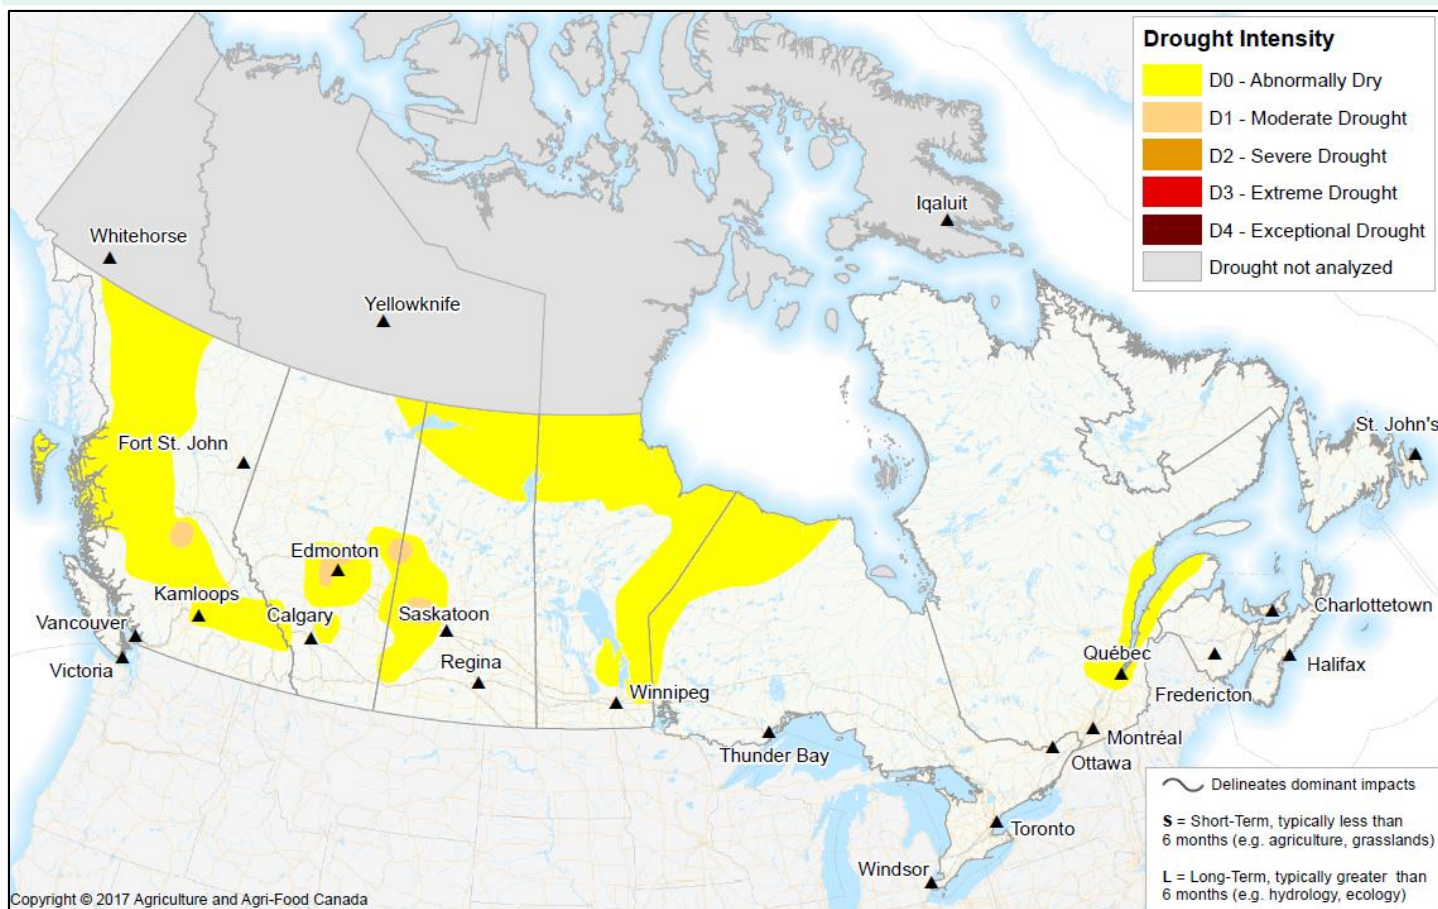 Drought Intensity
D0 - Abnormally Dry
D1 - Moderate Drought
D2 - Severe Drought
D3 - Extreme Drought
D4 - Exceptional Drought
Drought not analyzed
Iqaluit
Whitehorse
Yellowknife
St. John's
Fort St. John
Edmonton
Kamloops
Calgary
Saskatoon
Charlottetown
Vancouver
Québec
Halifax
Victoria
Regina
Winnipeg
Fredericton
Montréal
Thunder Bay
Ottawa
Toronto
Windsor
Delineates dominant impacts
S = Short-Term, typically less than
6 months (e.g. agriculture, grasslands)
L = Long-Term, typically greater than
6 months (e.g. hydrology, ecology)
Copyright © 2017 Agriculture and Agri-Food Canada